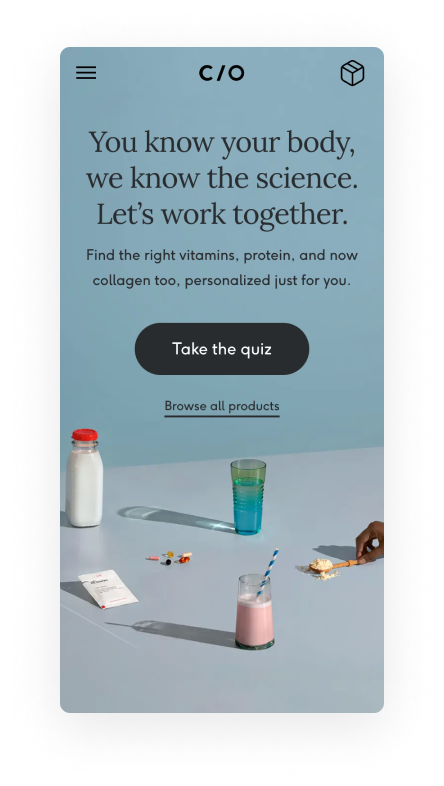 C/O
You know your body,
we know the science.
Let's work together.
Find the right vitamins, protein, and now
collagen too, personalized just for you.
Take the quiz
Browse all products